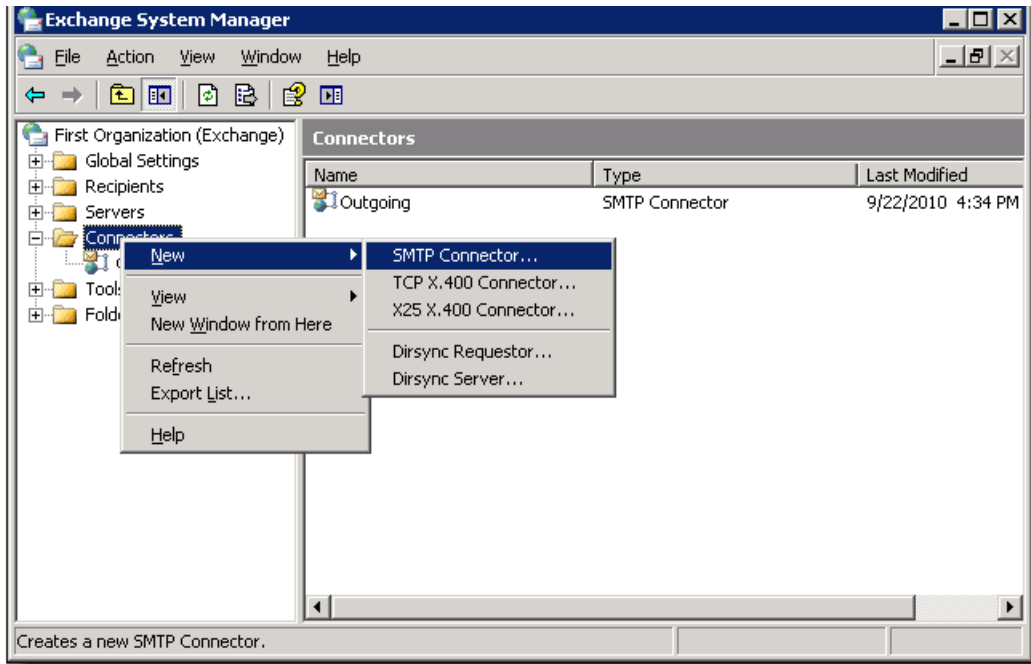 Exchange System Manager
File Action View Window Help
First Organization (Exchange)
Global Settings
Recipients
Servers
Connectors
Connectors
Name Type Last Modified
Outgoing SMTP Connector 9/22/2010 4:34 PM
New
View
New Window from Here
Refresh
Export List...
Help
SMTP Connector...
TCP X.400 Connector...
X25 X.400 Connector...
Dirsync Requestor...
Dirsync Server...
Creates a new SMTP Connector.